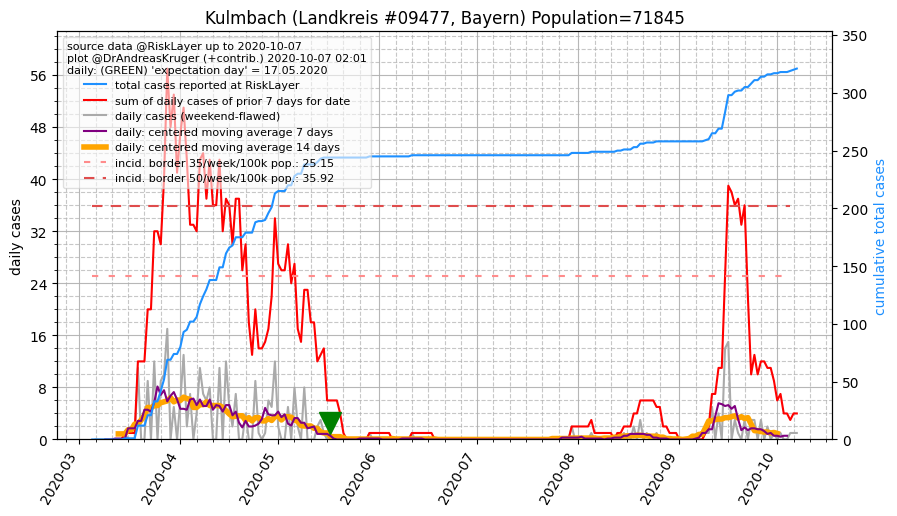 Kulmbach (Landkreis #09477, Bayern) Population=71845
source data @RiskLayer up to 2020-10-07
plot @DrAndreasKruger (+contrib.) 2020-10-07 02:01
daily: (GREEN) 'expectation day' = 17.05.2020
total cases reported at RiskLayer
sum of daily cases of prior 7 days for date
daily cases (weekend-flawed)
daily: centered moving average 7 days
daily: centered moving average 14 days
incid. border 35/week/100k pop.: 25.15
incid. border 50/week/100k pop.: 35.92
daily cases
56
48
40
32
24
16
8
0
cumulative total cases
350
300
250
200
150
100
50
0
2020-03
2020-04
2020-05
2020-06
2020-07
2020-08
2020-09
2020-10